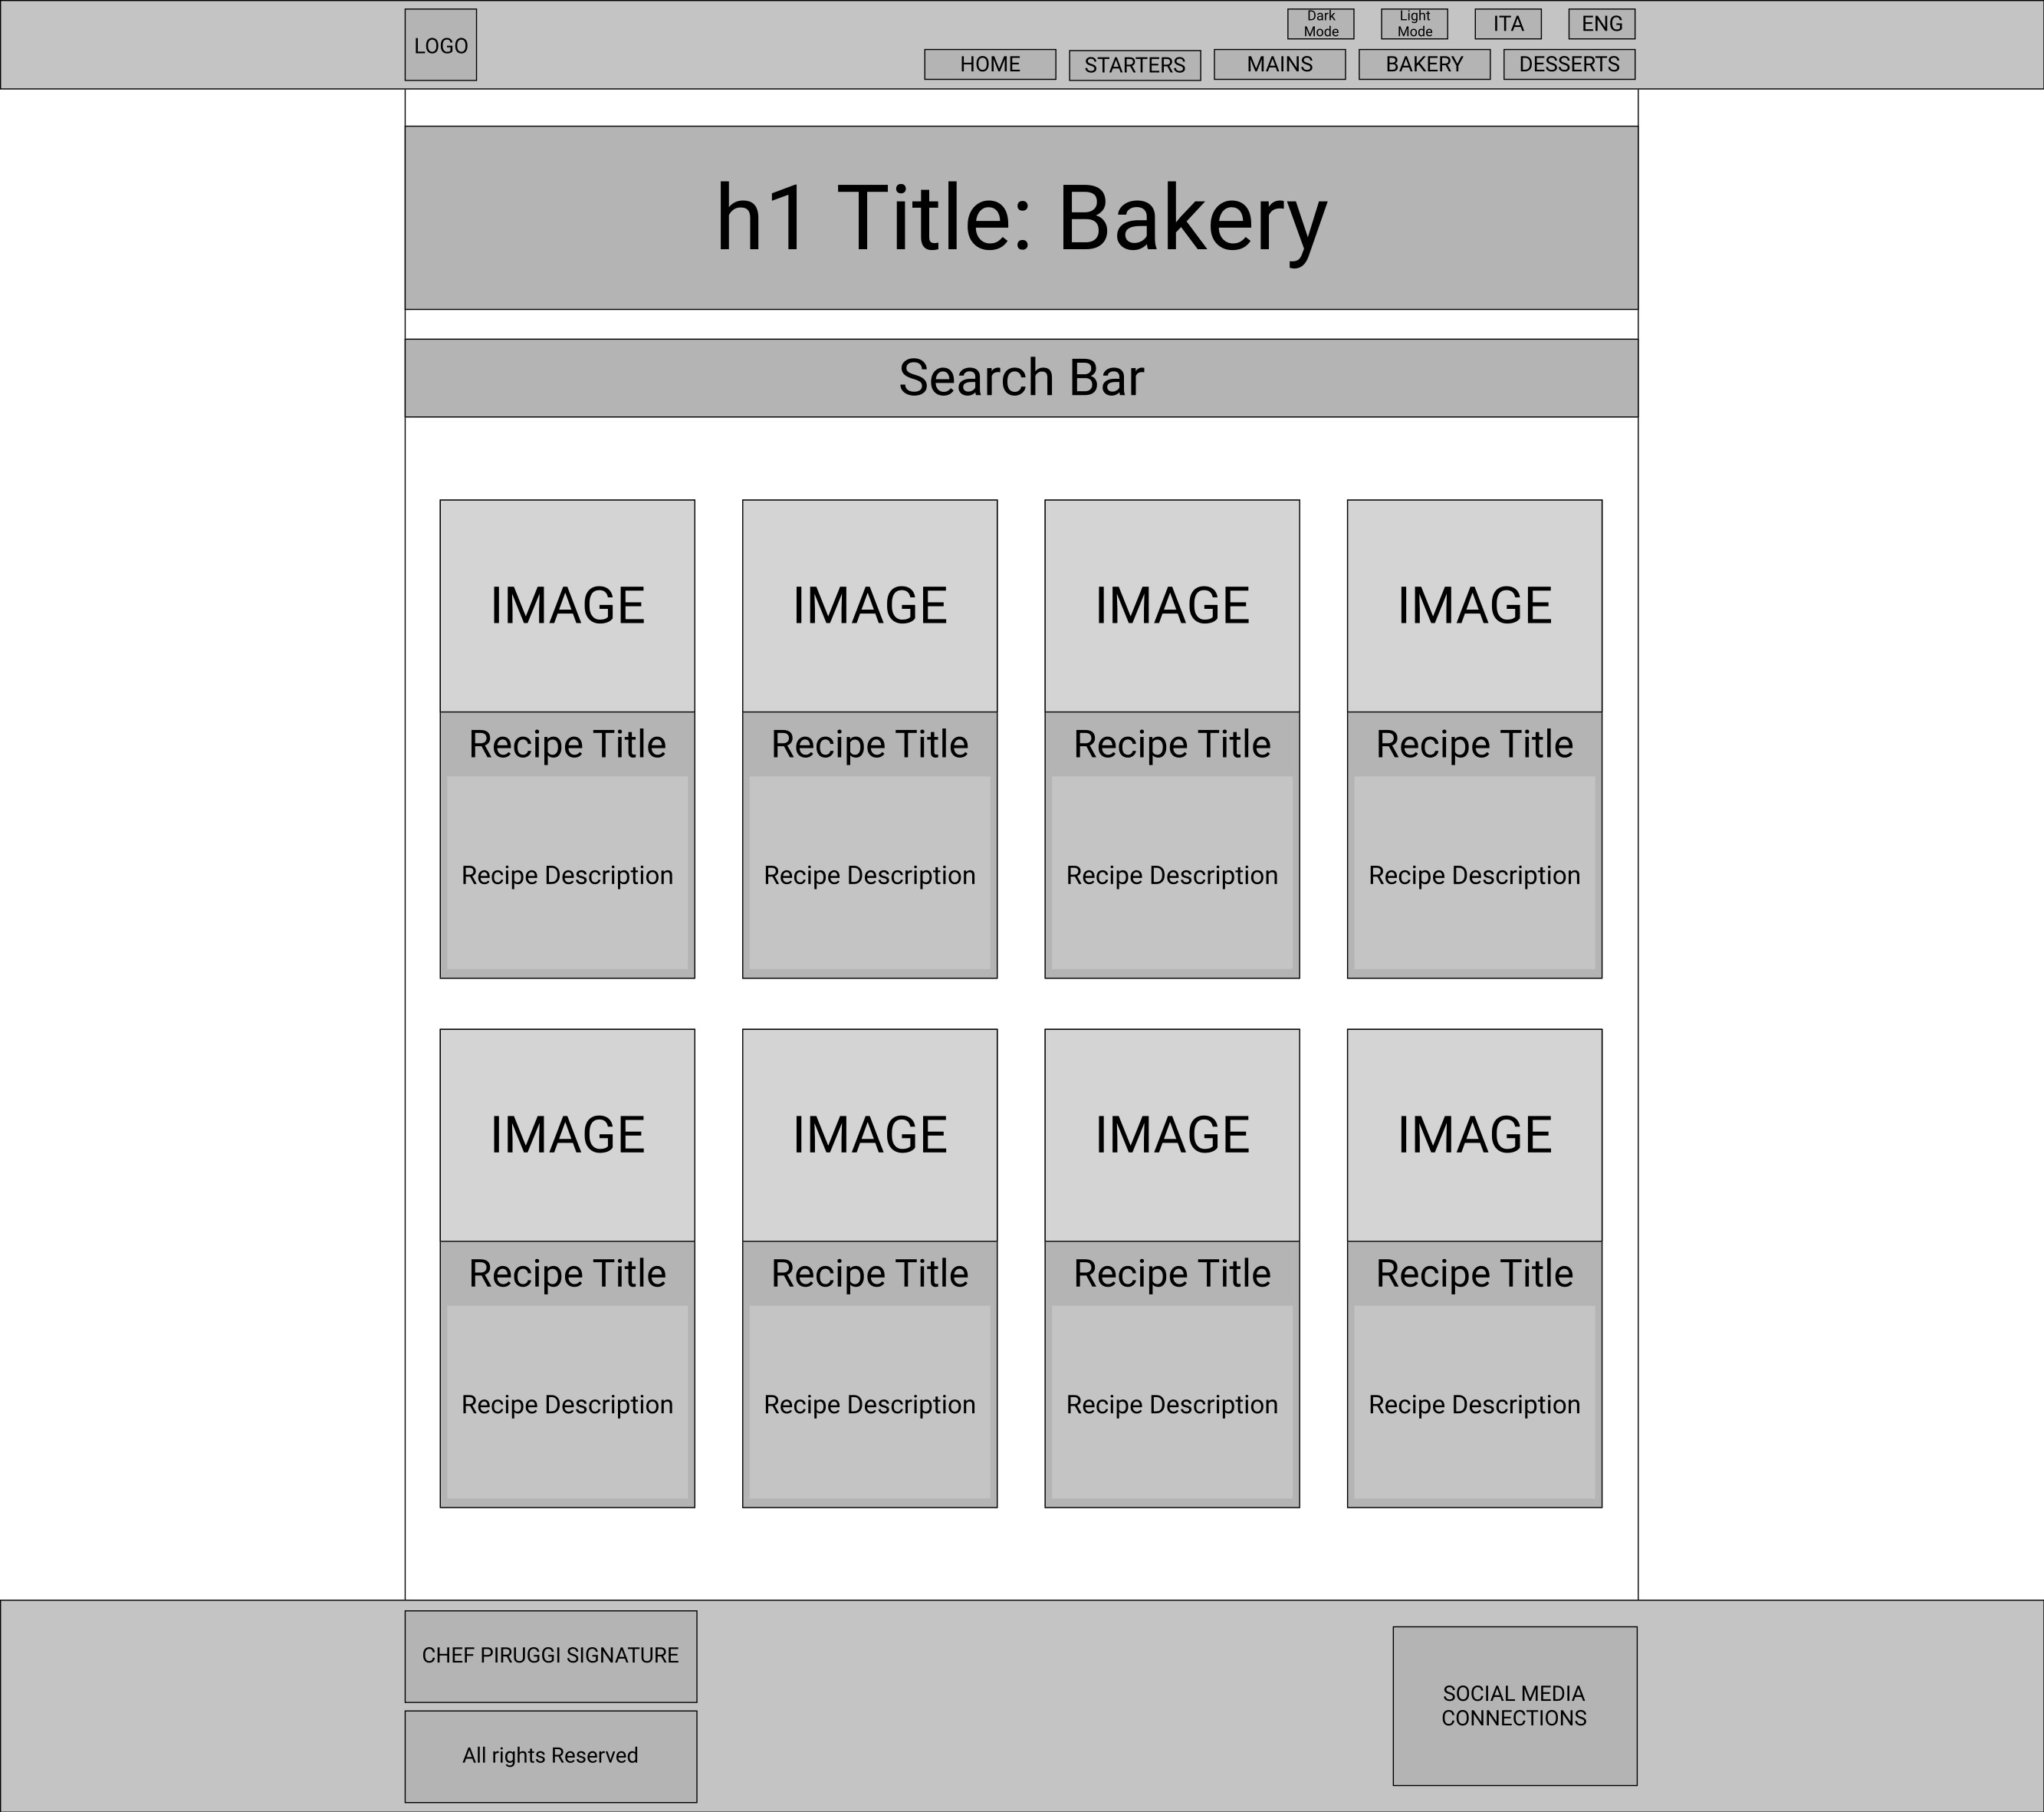 LOGO
Dark
Mode
Light
Mode
ITA
ENG
HOME
STARTERS
MAINS
BAKERY
DESSERTS
h1 Title: Bakery
Search Bar
IMAGE
IMAGE
IMAGE
IMAGE
Recipe Title
Recipe Title
Recipe Title
Recipe Title
Recipe Description
Recipe Description
Recipe Description
Recipe Description
IMAGE
IMAGE
IMAGE
IMAGE
Recipe Title
Recipe Title
Recipe Title
Recipe Title
Recipe Description
Recipe Description
Recipe Description
Recipe Description
CHEF PIRUGGI SIGNATURE
All rights Reserved
SOCIAL MEDIA
CONNECTIONS